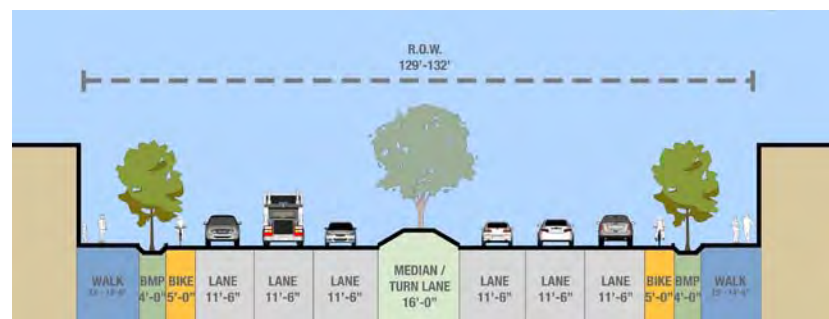 R.O.W.
129'-132'
WALK
BMP
4'-0"
BIKE
5'-0"
LANE
11'-6"
LANE
11'-6"
LANE
11'-6"
MEDIAN /
TURN LANE
16'-0"
LANE
11'-6"
LANE
11'-6"
LANE
11'-6"
BIKE
5'-0"
BMP
4'-0"
WALK